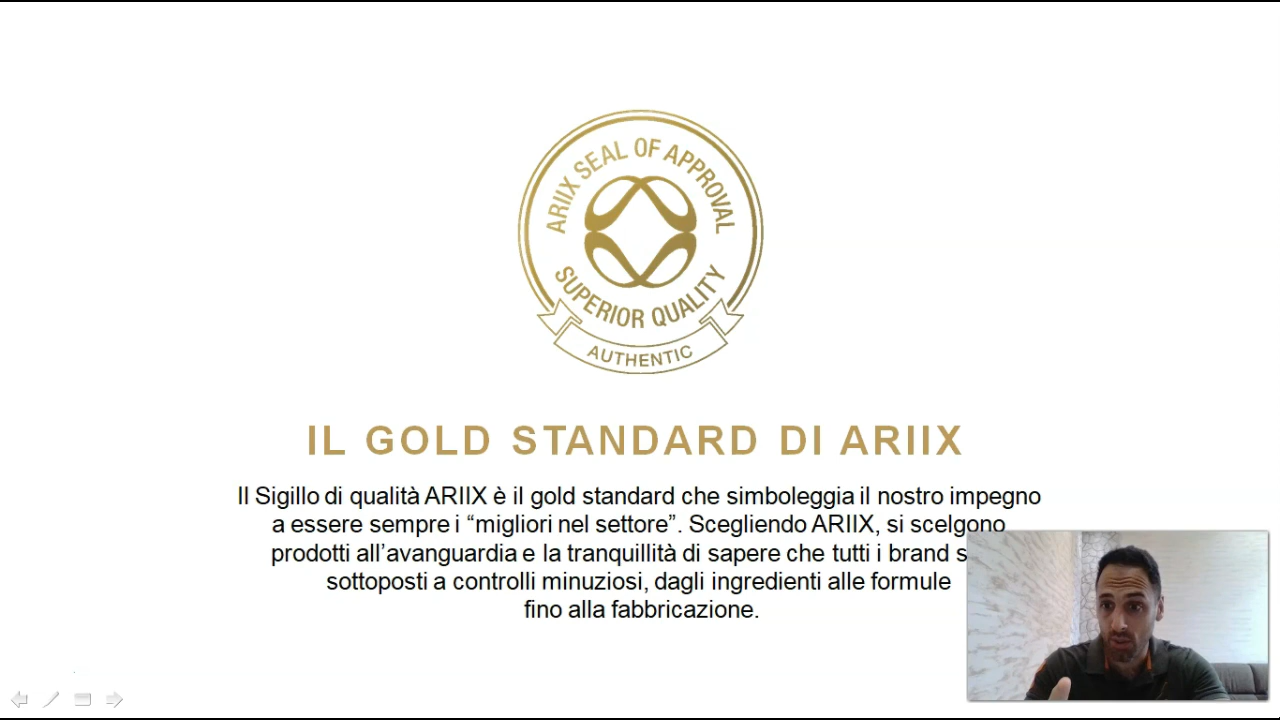 ARIIX SEAL OF APPROVAL
SUPERIOR QUALITY
AUTHENTIC
IL GOLD STANDARD DI ARIIX
Il Sigillo di qualità ARIIX è il gold standard che simboleggia il nostro impegno
a essere sempre i “migliori nel settore”. Scegliendo ARIIX, si scelgono
prodotti all’avanguardia e la tranquillità di sapere che tutti i brand
sottoposti a controlli minuziosi, dagli ingredienti alle formule
fino alla fabbricazione.